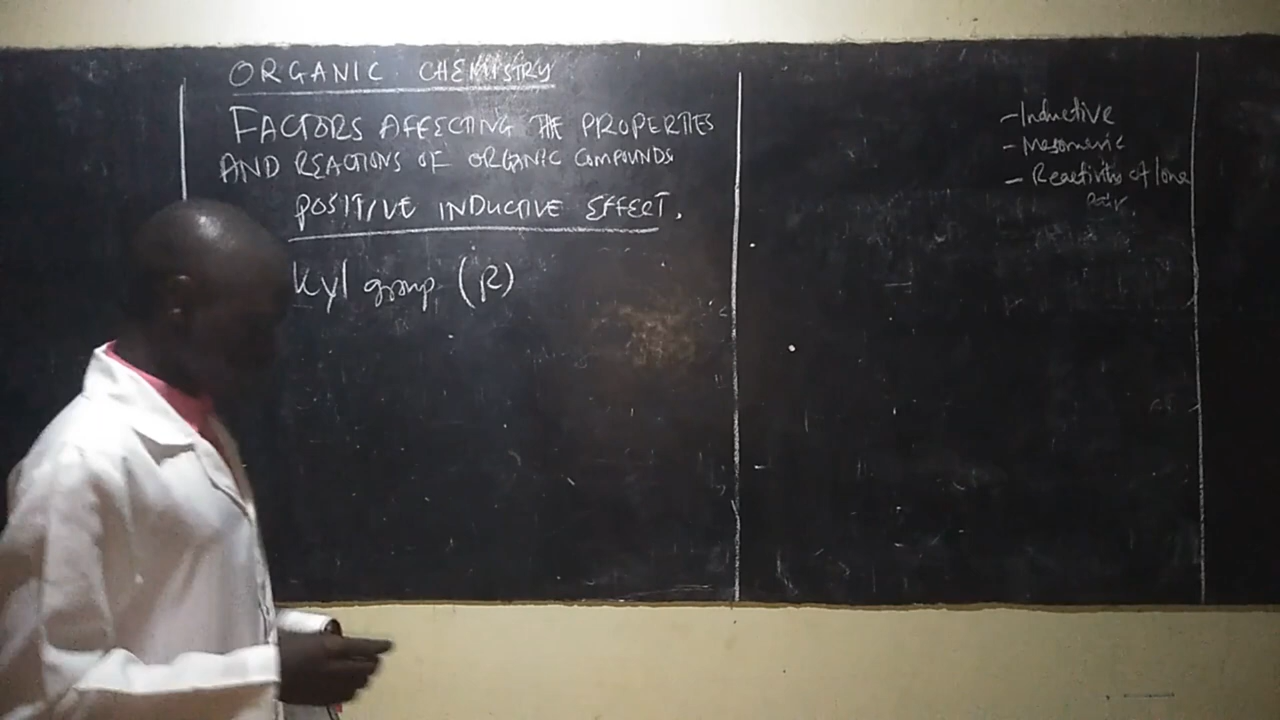 ORGANIC CHEMISTRY
FACTORS AFFECTING THE PROPERTIES
AND REACTIONS OF ORGANIC COMPOUNDS
POSITIVE INDUCTIVE EFFECT.
kyl group (R)
- Inductive
- Mesomeric
- Reactivity of lone
Pair